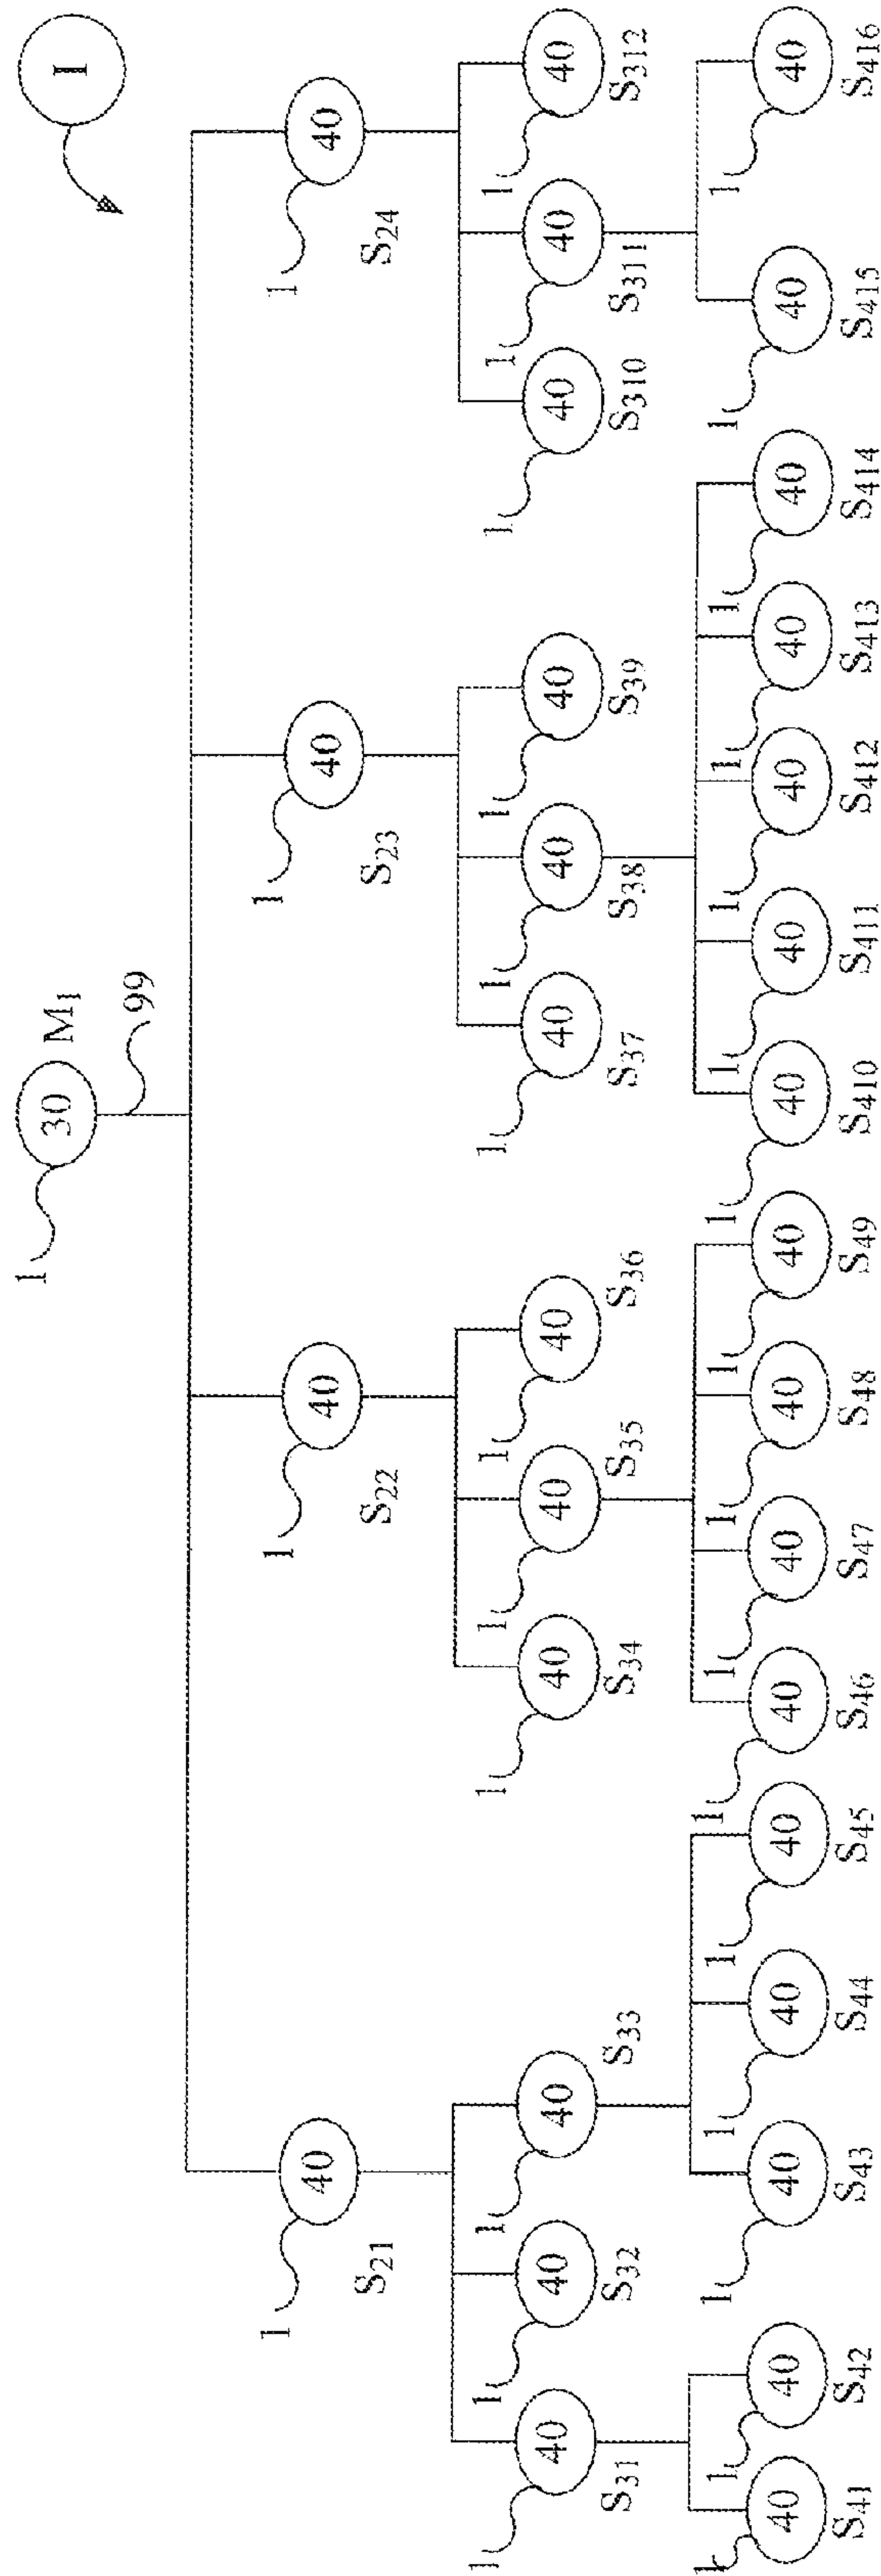 1 30 M₁ I
99
1 40 1 40 1 40 1 40
S₂₁ S₂₂ S₂₃ S₂₄
1 40 1 40 1 40 1 40 1 40 1 40 1 40 1 40 1 40 1 40 1 40 1 40
S₃₁ S₃₂ S₃₃ S₃₄ S₃₅ S₃₆ S₃₇ S₃₈ S₃₉ S₃₁₀ S₃₁₁ S₃₁₂
1 40 1 40 1 40 1 40 1 40 1 40 1 40 1 40 1 40 1 40 1 40 1 40 1 40 1 40 1 40 1 40
S₄₁ S₄₂ S₄₃ S₄₄ S₄₅ S₄₆ S₄₇ S₄₈ S₄₉ S₄₁₀ S₄₁₁ S₄₁₂ S₄₁₃ S₄₁₄ S₄₁₅ S₄₁₆